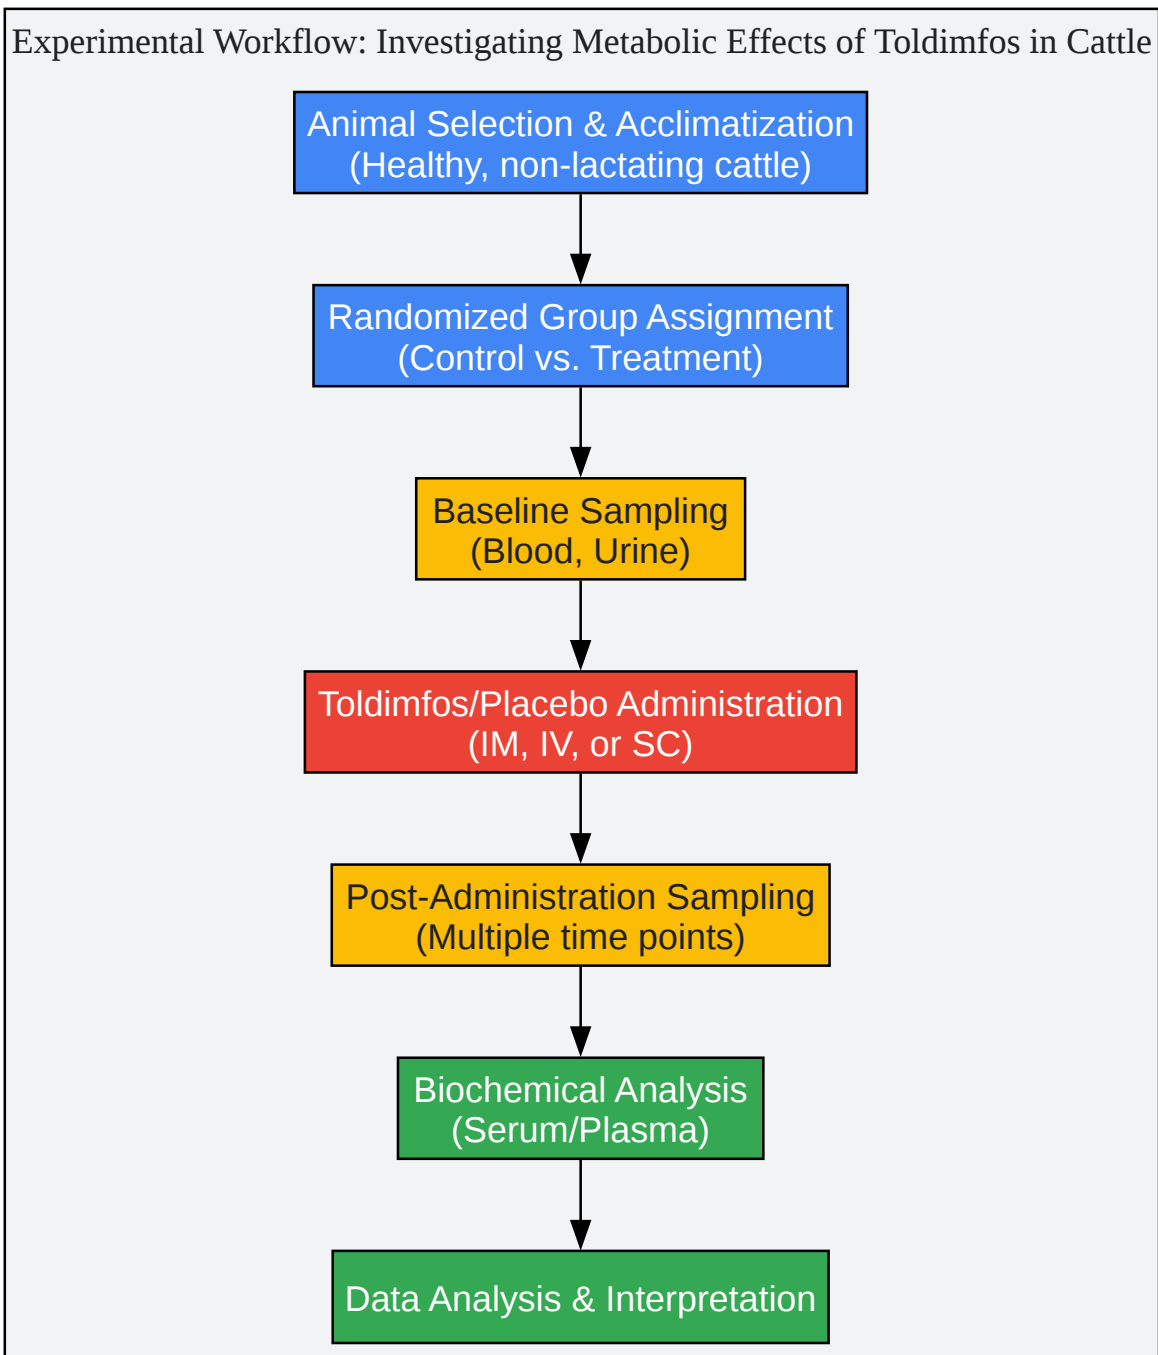 Experimental Workflow: Investigating Metabolic Effects of Toldimfos in Cattle
Animal Selection & Acclimatization
(Healthy, non-lactating cattle)
Randomized Group Assignment
(Control vs. Treatment)
Baseline Sampling
(Blood, Urine)
Toldimfos/Placebo Administration
(IM, IV, or SC)
Post-Administration Sampling
(Multiple time points)
Biochemical Analysis
(Serum/Plasma)
Data Analysis & Interpretation